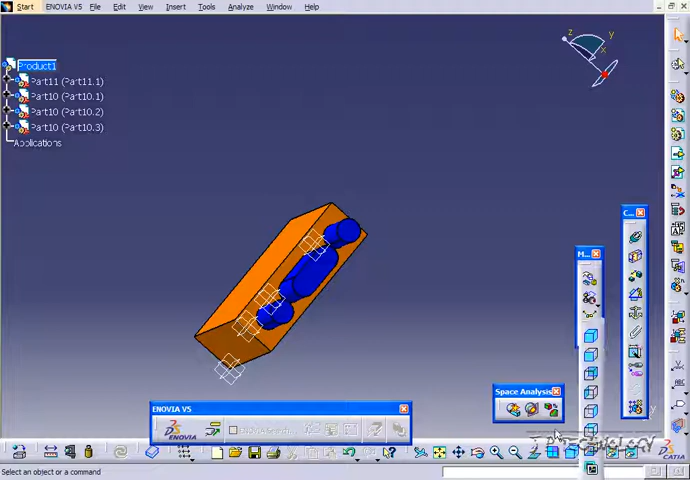 Start ENOVIA V5 File Edit View Insert Tools Analyze Window Help
Product1
Part11 (Part11.1)
Part10 (Part10.1)
Part10 (Part10.2)
Part10 (Part10.3)
Applications
z y
x
C...
M...
Space Analysis
ENOVIA V5
ENOVIA
Select an object or a command
CATIA